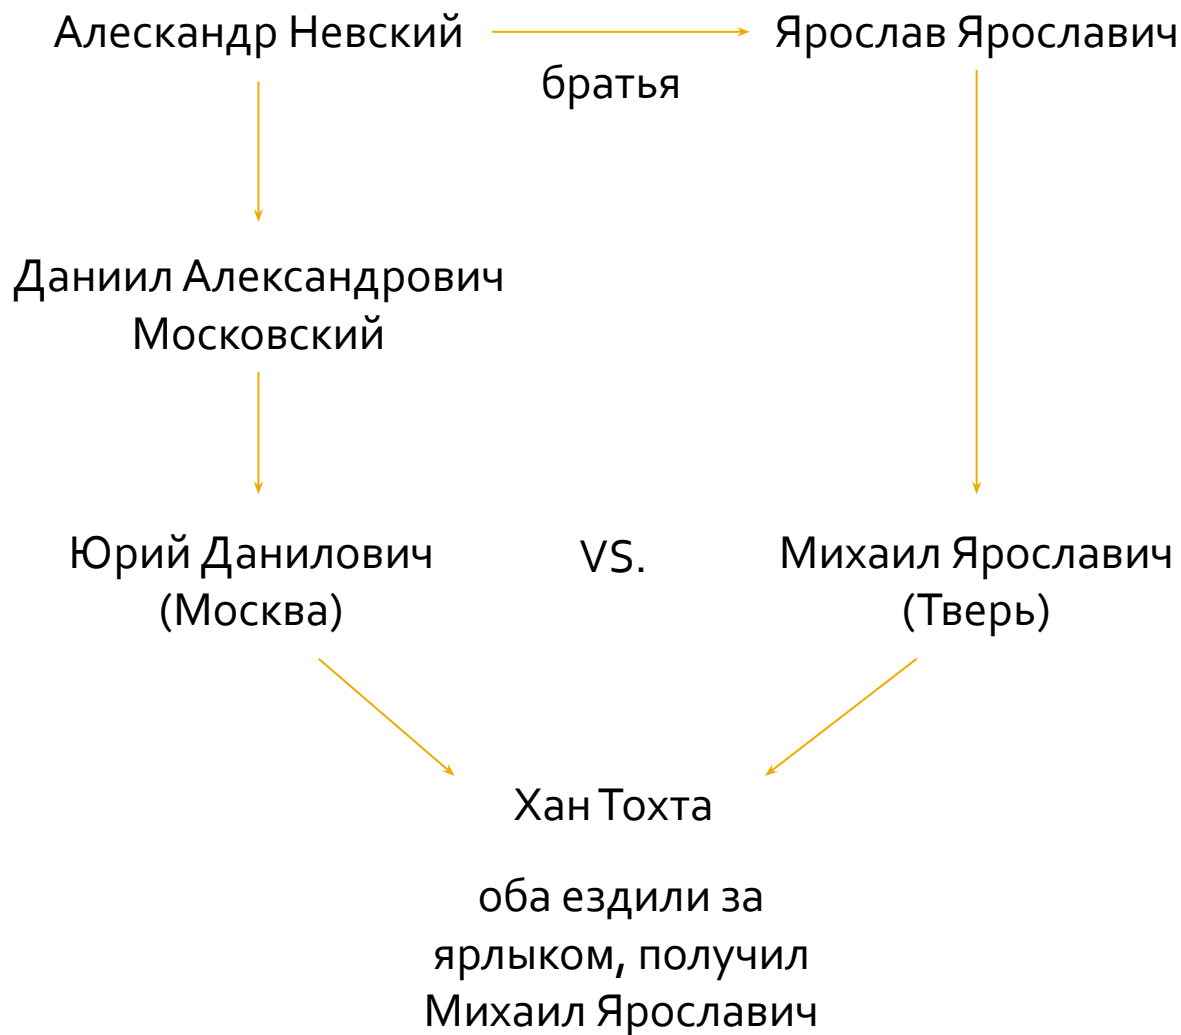 Алескандр Невский
Ярослав Ярославич
братья
Даниил Александрович
Московский
Юрий Данилович
(Москва)
VS.
Михаил Ярославич
(Тверь)
Хан Тохта
оба ездили за
ярлыком, получил
Михаил Ярославич